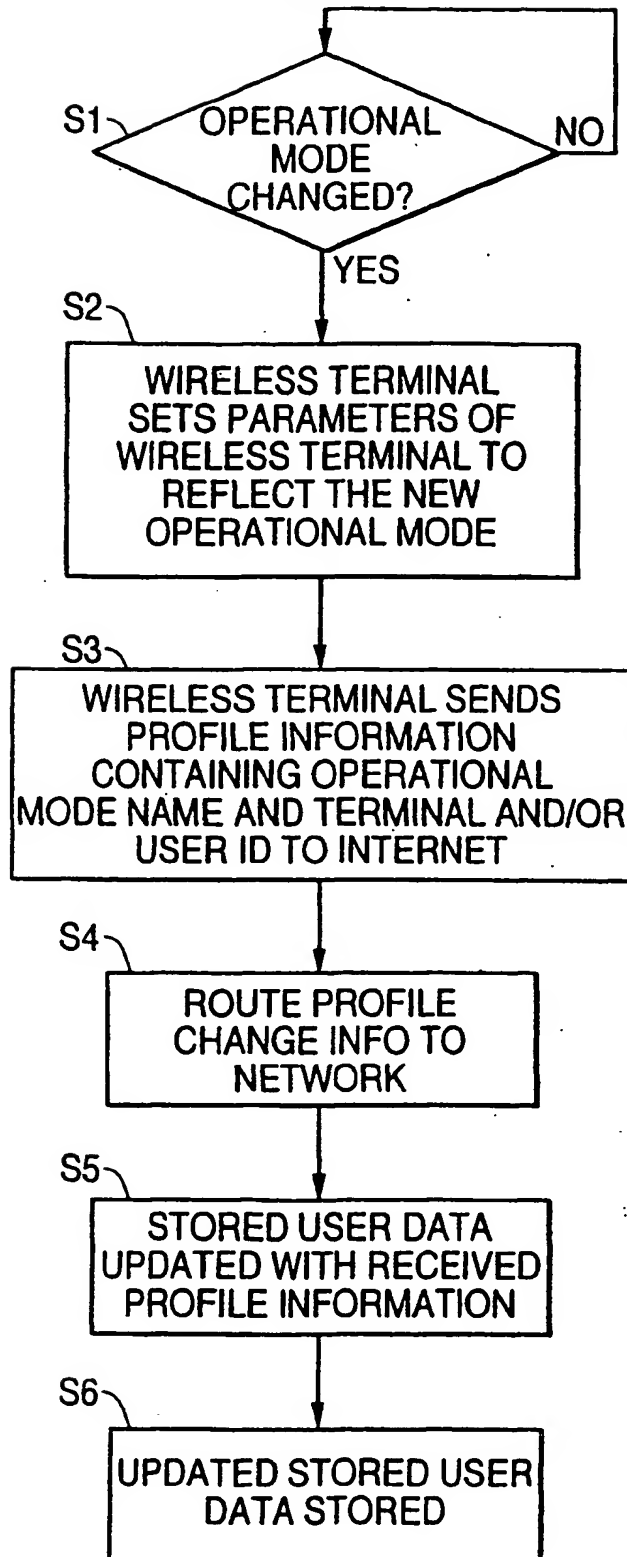 S1
OPERATIONAL
MODE
CHANGED?
NO
YES
S2
WIRELESS TERMINAL
SETS PARAMETERS OF
WIRELESS TERMINAL TO
REFLECT THE NEW
OPERATIONAL MODE
S3
WIRELESS TERMINAL SENDS
PROFILE INFORMATION
CONTAINING OPERATIONAL
MODE NAME AND TERMINAL AND/OR
USER ID TO INTERNET
S4
ROUTE PROFILE
CHANGE INFO TO
NETWORK
S5
STORED USER DATA
UPDATED WITH RECEIVED
PROFILE INFORMATION
S6
UPDATED STORED USER
DATA STORED